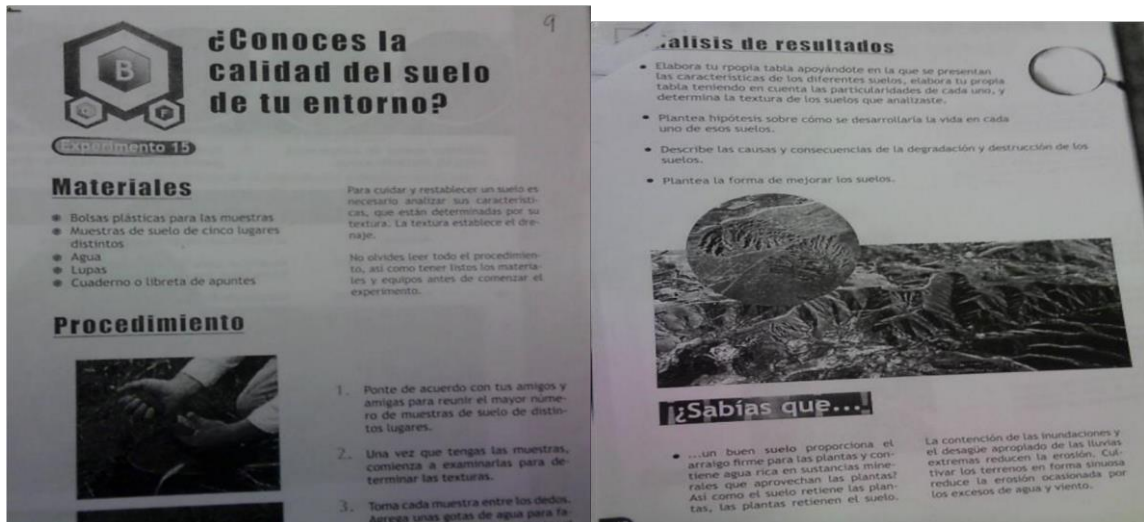 9
B
¿Conoces la
calidad del suelo
de tu entorno?
Experimento 15
Materiales
Bolsas plásticas para las muestras
Muestras de suelo de cinco lugares
distintos
Agua
Lupas
Cuaderno o libreta de apuntes
Para cuidar y restablecer un suelo es
necesario analizar sus característi-
cas, que están determinadas por su
textura. La textura establece el dre-
naje.
No olvides leer todo el procedimien-
to, así como tener listos los materia-
les y equipos antes de comenzar el
experimento.
Procedimiento
1. Ponte de acuerdo con tus amigos y
amigas para reunir el mayor núme-
ro de muestras de suelo de distin-
tos lugares.
2. Una vez que tengas las muestras,
comienza a examinarlas para de-
terminar las texturas.
3. Toma cada muestra entre los dedos.
Agrega unas gotas de agua para fa-
alisis de resultados
Elabora tu rpopia tabla apoyándote en la que se presentan
las características de los diferentes suelos, elabora tu propia
tabla teniendo en cuenta las particularidades de cada uno, y
determina la textura de los suelos que analizaste.
Plantea hipótesis sobre cómo se desarrollaría la vida en cada
uno de esos suelos.
Describe las causas y consecuencias de la degradación y destrucción de los
suelos.
Plantea la forma de mejorar los suelos.
¿Sabías que...
...un buen suelo proporciona el
arraigo firme para las plantas y con-
tiene agua rica en sustancias mine-
rales que aprovechan las plantas?
Así como el suelo retiene las plan-
tas, las plantas retienen el suelo.
La contención de las inundaciones y
el desagüe apropiado de las lluvias
extremas reducen la erosión. Cul-
tivar los terrenos en forma sinuosa
reduce la erosión ocasionada por
los excesos de agua y viento.